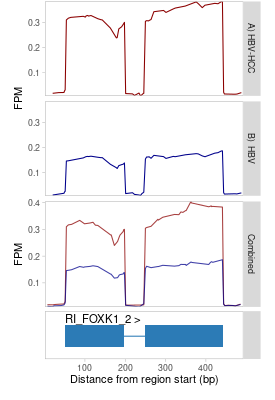 FPM
0.3
0.2
0.1
A) HBV-HCC
0.3
0.2
0.1
B) HBV
FPM
0.4
0.3
0.2
0.1
Combined
RI_FOXK1_2 >
100 200 300 400
Distance from region start (bp)